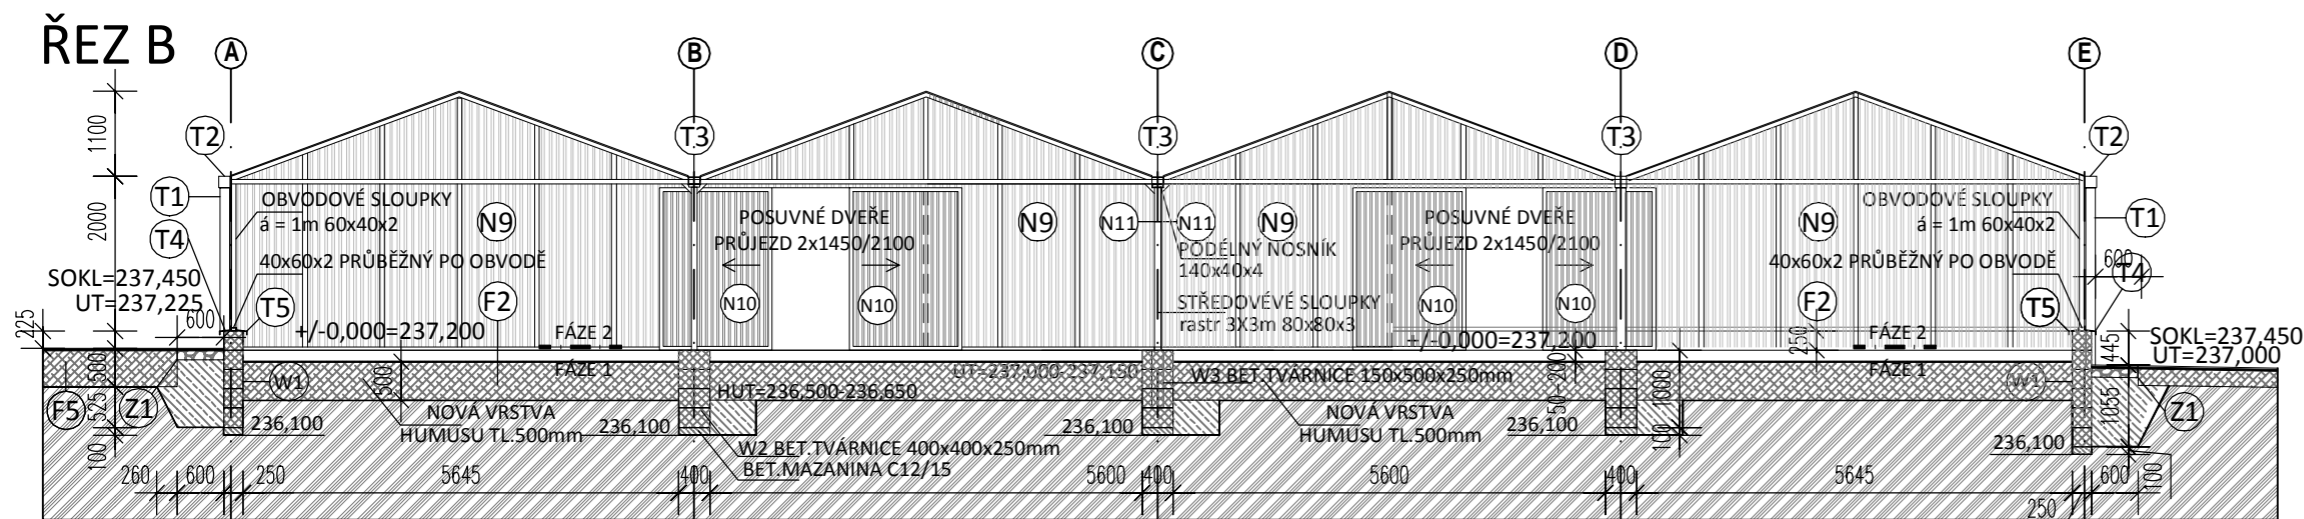 ŘEZ B
A
B
C
D
E
1100
2000
T2
T3
T3
T3
T2
T1
OBVODOVÉ SLOUPKY
á = 1m 60x40x2
N9
POSUVNÉ DVEŘE
PRŮJEZD 2x1450/2100
N9
N11
N11
N9
PODÉLNÝ NOSNÍK
140x40x4
POSUVNÉ DVEŘE
PRŮJEZD 2x1450/2100
N9
OBVODOVÉ SLOUPKY
á = 1m 60x40x2
T1
T4
40x60x2 PRŮBĚŽNÝ PO OBVODĚ
40x60x2 PRŮBĚŽNÝ PO OBVODĚ
600
T4
SOKL=237,450
UT=237,225
600
T5
F2
N10
N10
STŘEDOVÉVÉ SLOUPKY
rastr 3X3m 80x80x3
N10
N10
F2
T5
225
+/-0,000=237,200
FÁZE 2
FÁZE 1
+/-0,000=237,200
250
FÁZE 2
FÁZE 1
SOKL=237,450
UT=237,000
445
500
W1
500
HUT=236,500-236,650
UT=237,000-237,150
W3 BET.TVÁRNICE 150x500x250mm
50-200
1000
W1
1055
F5
525
Z1
NOVÁ VRSTVA
HUMUSU TL.500mm
NOVÁ VRSTVA
HUMUSU TL.500mm
Z1
100
236,100
236,100
236,100
236,100
100
236,100
W2 BET.TVÁRNICE 400x400x250mm
BET.MAZANINA C12/15
260
600
250
5645
400
5600
400
5600
400
5645
250
600
100